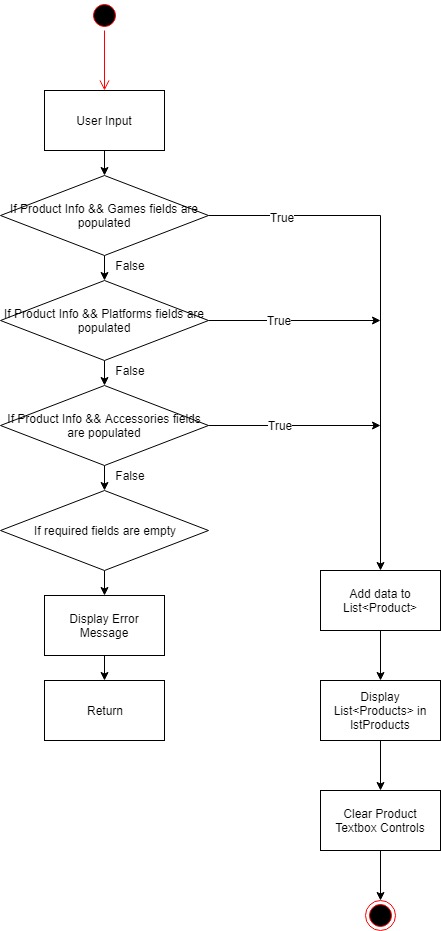 User Input
If Product Info && Games fields are
populated
True
False
If Product Info && Platforms fields are
populated
True
False
If Product Info && Accessories fields
are populated
True
False
If required fields are empty
Display Error
Message
Return
Add data to
List<Product>
Display
List<Products> in
lstProducts
Clear Product
Textbox Controls